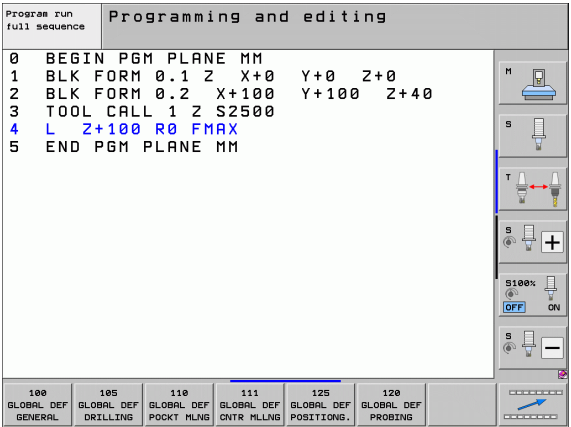 Program run
full sequence
Programming and editing
0 BEGIN PGM PLANE MM
1 BLK FORM 0.1 Z X+0 Y+0 Z+0
2 BLK FORM 0.2 X+100 Y+100 Z+40
3 TOOL CALL 1 Z S2500
4 L Z+100 R0 FMAX
5 END PGM PLANE MM
M
S
T
S
S100%
OFF ON
S
100
GLOBAL DEF
GENERAL
105
GLOBAL DEF
DRILLING
110
GLOBAL DEF
POCKT MLNG
111
GLOBAL DEF
CNTR MLLNG
125
GLOBAL DEF
POSITIONG.
120
GLOBAL DEF
PROBING